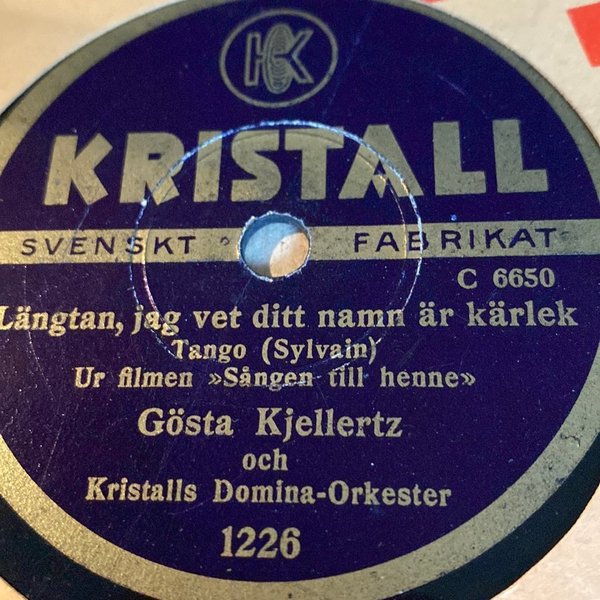 K
KRISTALL
SVENSKT FABRIKAT
C 6650
Längtan, jag vet ditt namn är kärlek
Tango (Sylvain)
Ur filmen »Sången till henne»
Gösta Kjellertz
och
Kristalls Domina-Orkester
1226